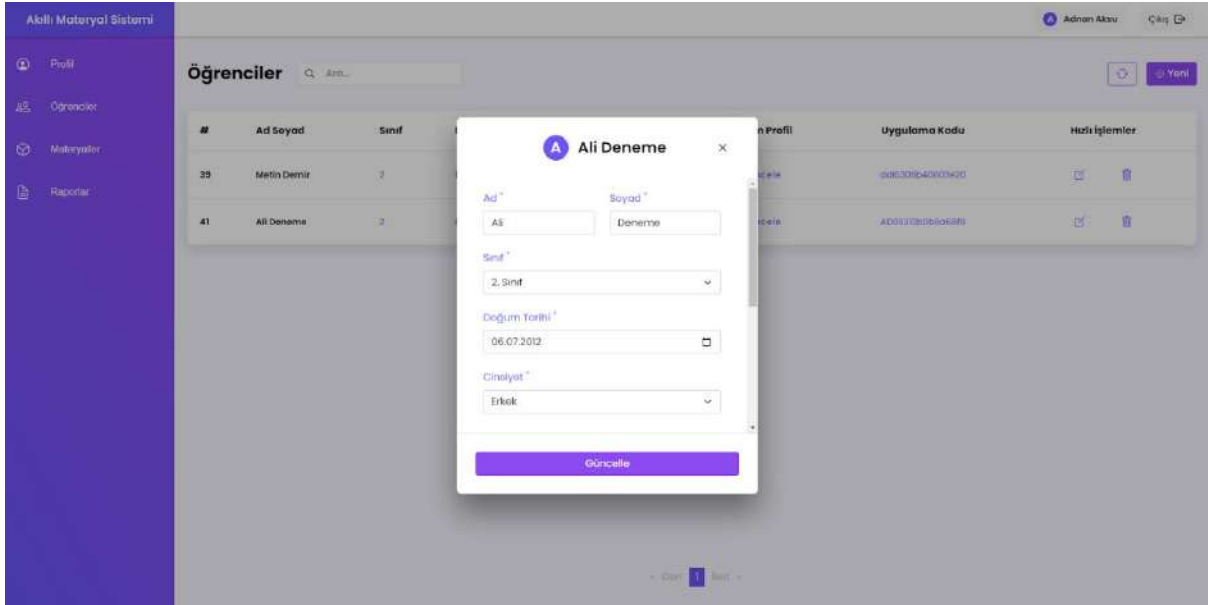 Akıllı Materyal Sistemi
A Adnan Aksu Çıkış
Profil
Öğrenciler
Materyaller
Raporlar
Öğrenciler Ara... Yeni
# Ad Soyad Sınıf Profil Uygulama Kodu Hızlı İşlemler
39 Metin Demir 2
41 Ali Deneme 2
A Ali Deneme ×
Ad * Soyad *
Ali Deneme
Sınıf *
2. Sınıf
Doğum Tarihi *
06.07.2012
Cinsiyet *
Erkek
Güncelle
1